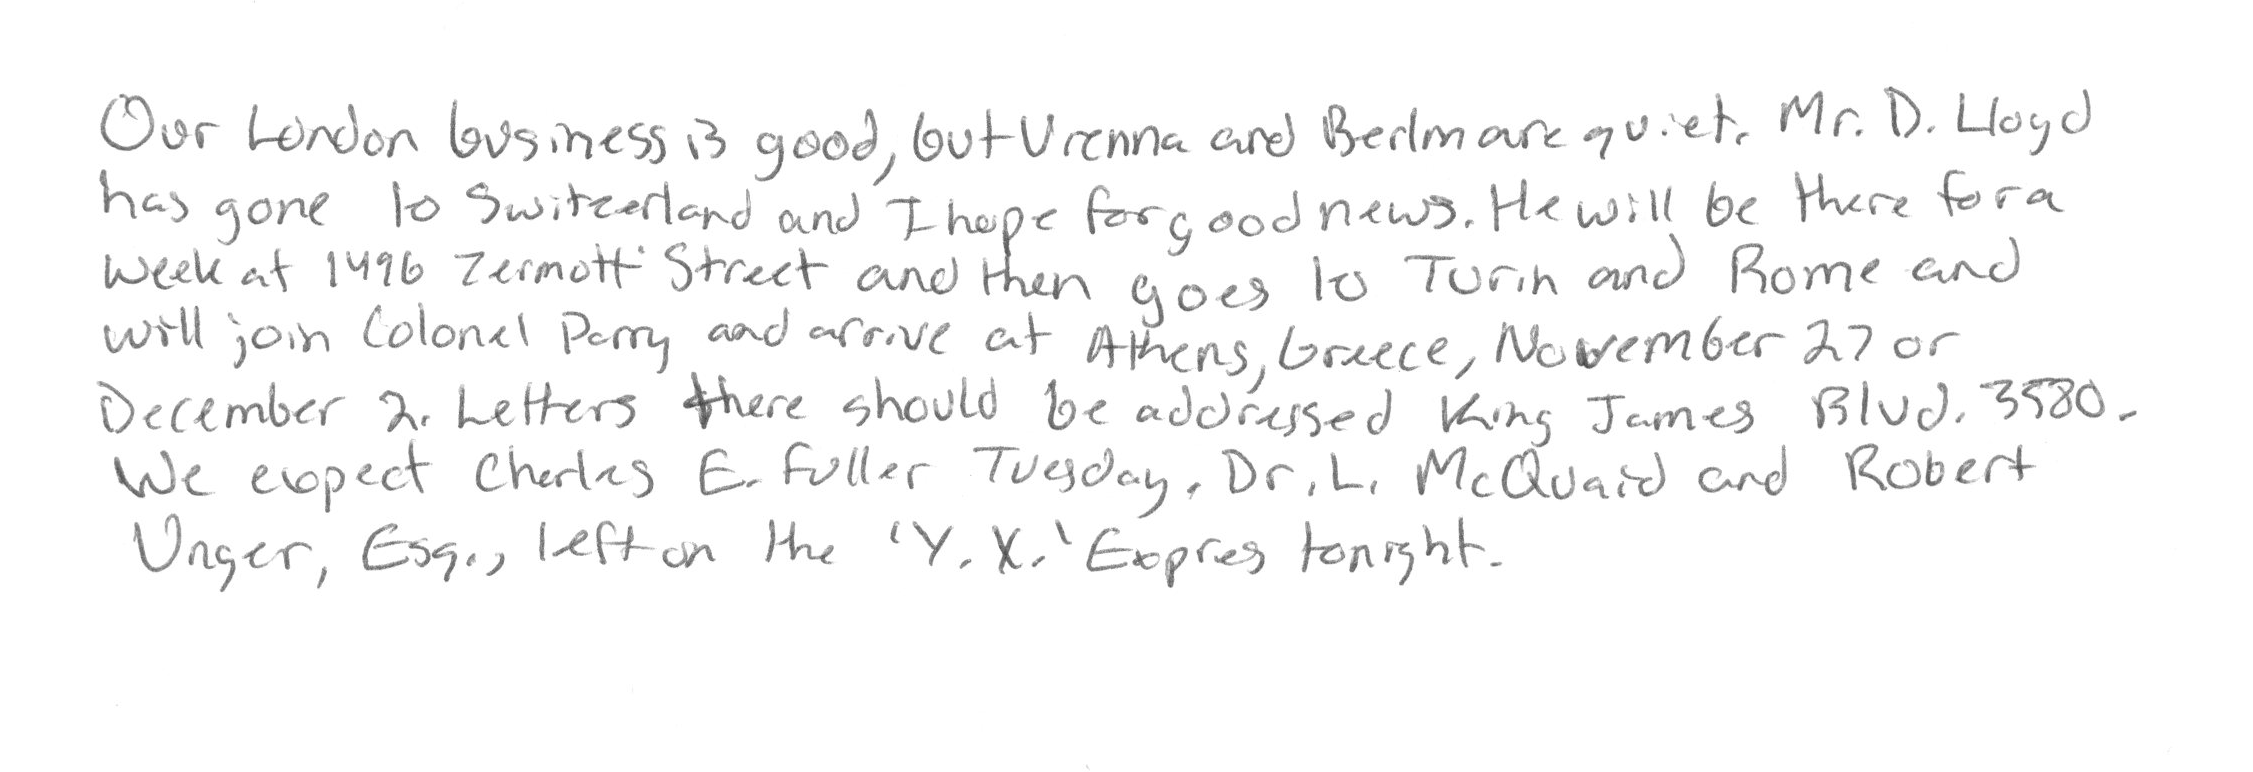 Our London business is good, but Vienna and Berlin are quiet. Mr. D. Lloyd
has gone to Switzerland and I hope for good news. He will be there for a
week at 1496 Zermott Street and then goes to Turin and Rome and
will join Colonel Parry and arrive at Athens, Greece, November 27 or
December 2. Letters there should be addressed King James Blvd. 3580.
We expect Charles E. Fuller Tuesday. Dr. L. McQuaid and Robert
Unger, Esq., left on the 'Y. X.' Expres tonight.